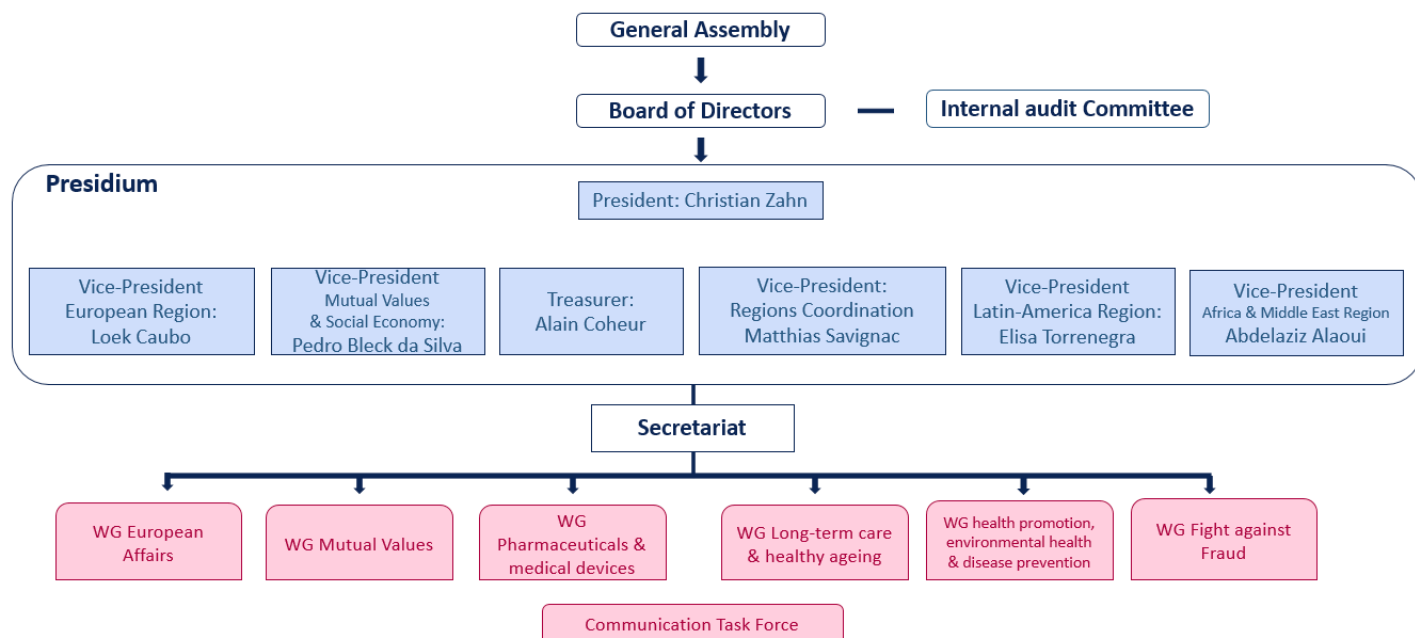 General Assembly
Board of Directors
Internal audit Committee
Presidium
President: Christian Zahn
Vice-President
European Region:
Loek Caubo
Vice-President
Mutual Values
& Social Economy:
Pedro Bleck da Silva
Treasurer:
Alain Coheur
Vice-President:
Regions Coordination
Matthias Savignac
Vice-President
Latin-America Region:
Elisa Torrenegra
Vice-President
Africa & Middle East Region
Abdelaziz Alaoui
Secretariat
WG European
Affairs
WG Mutual Values
WG
Pharmaceuticals &
medical devices
WG Long-term care
& healthy ageing
WG health promotion,
environmental health
& disease prevention
WG Fight against
Fraud
Communication Task Force